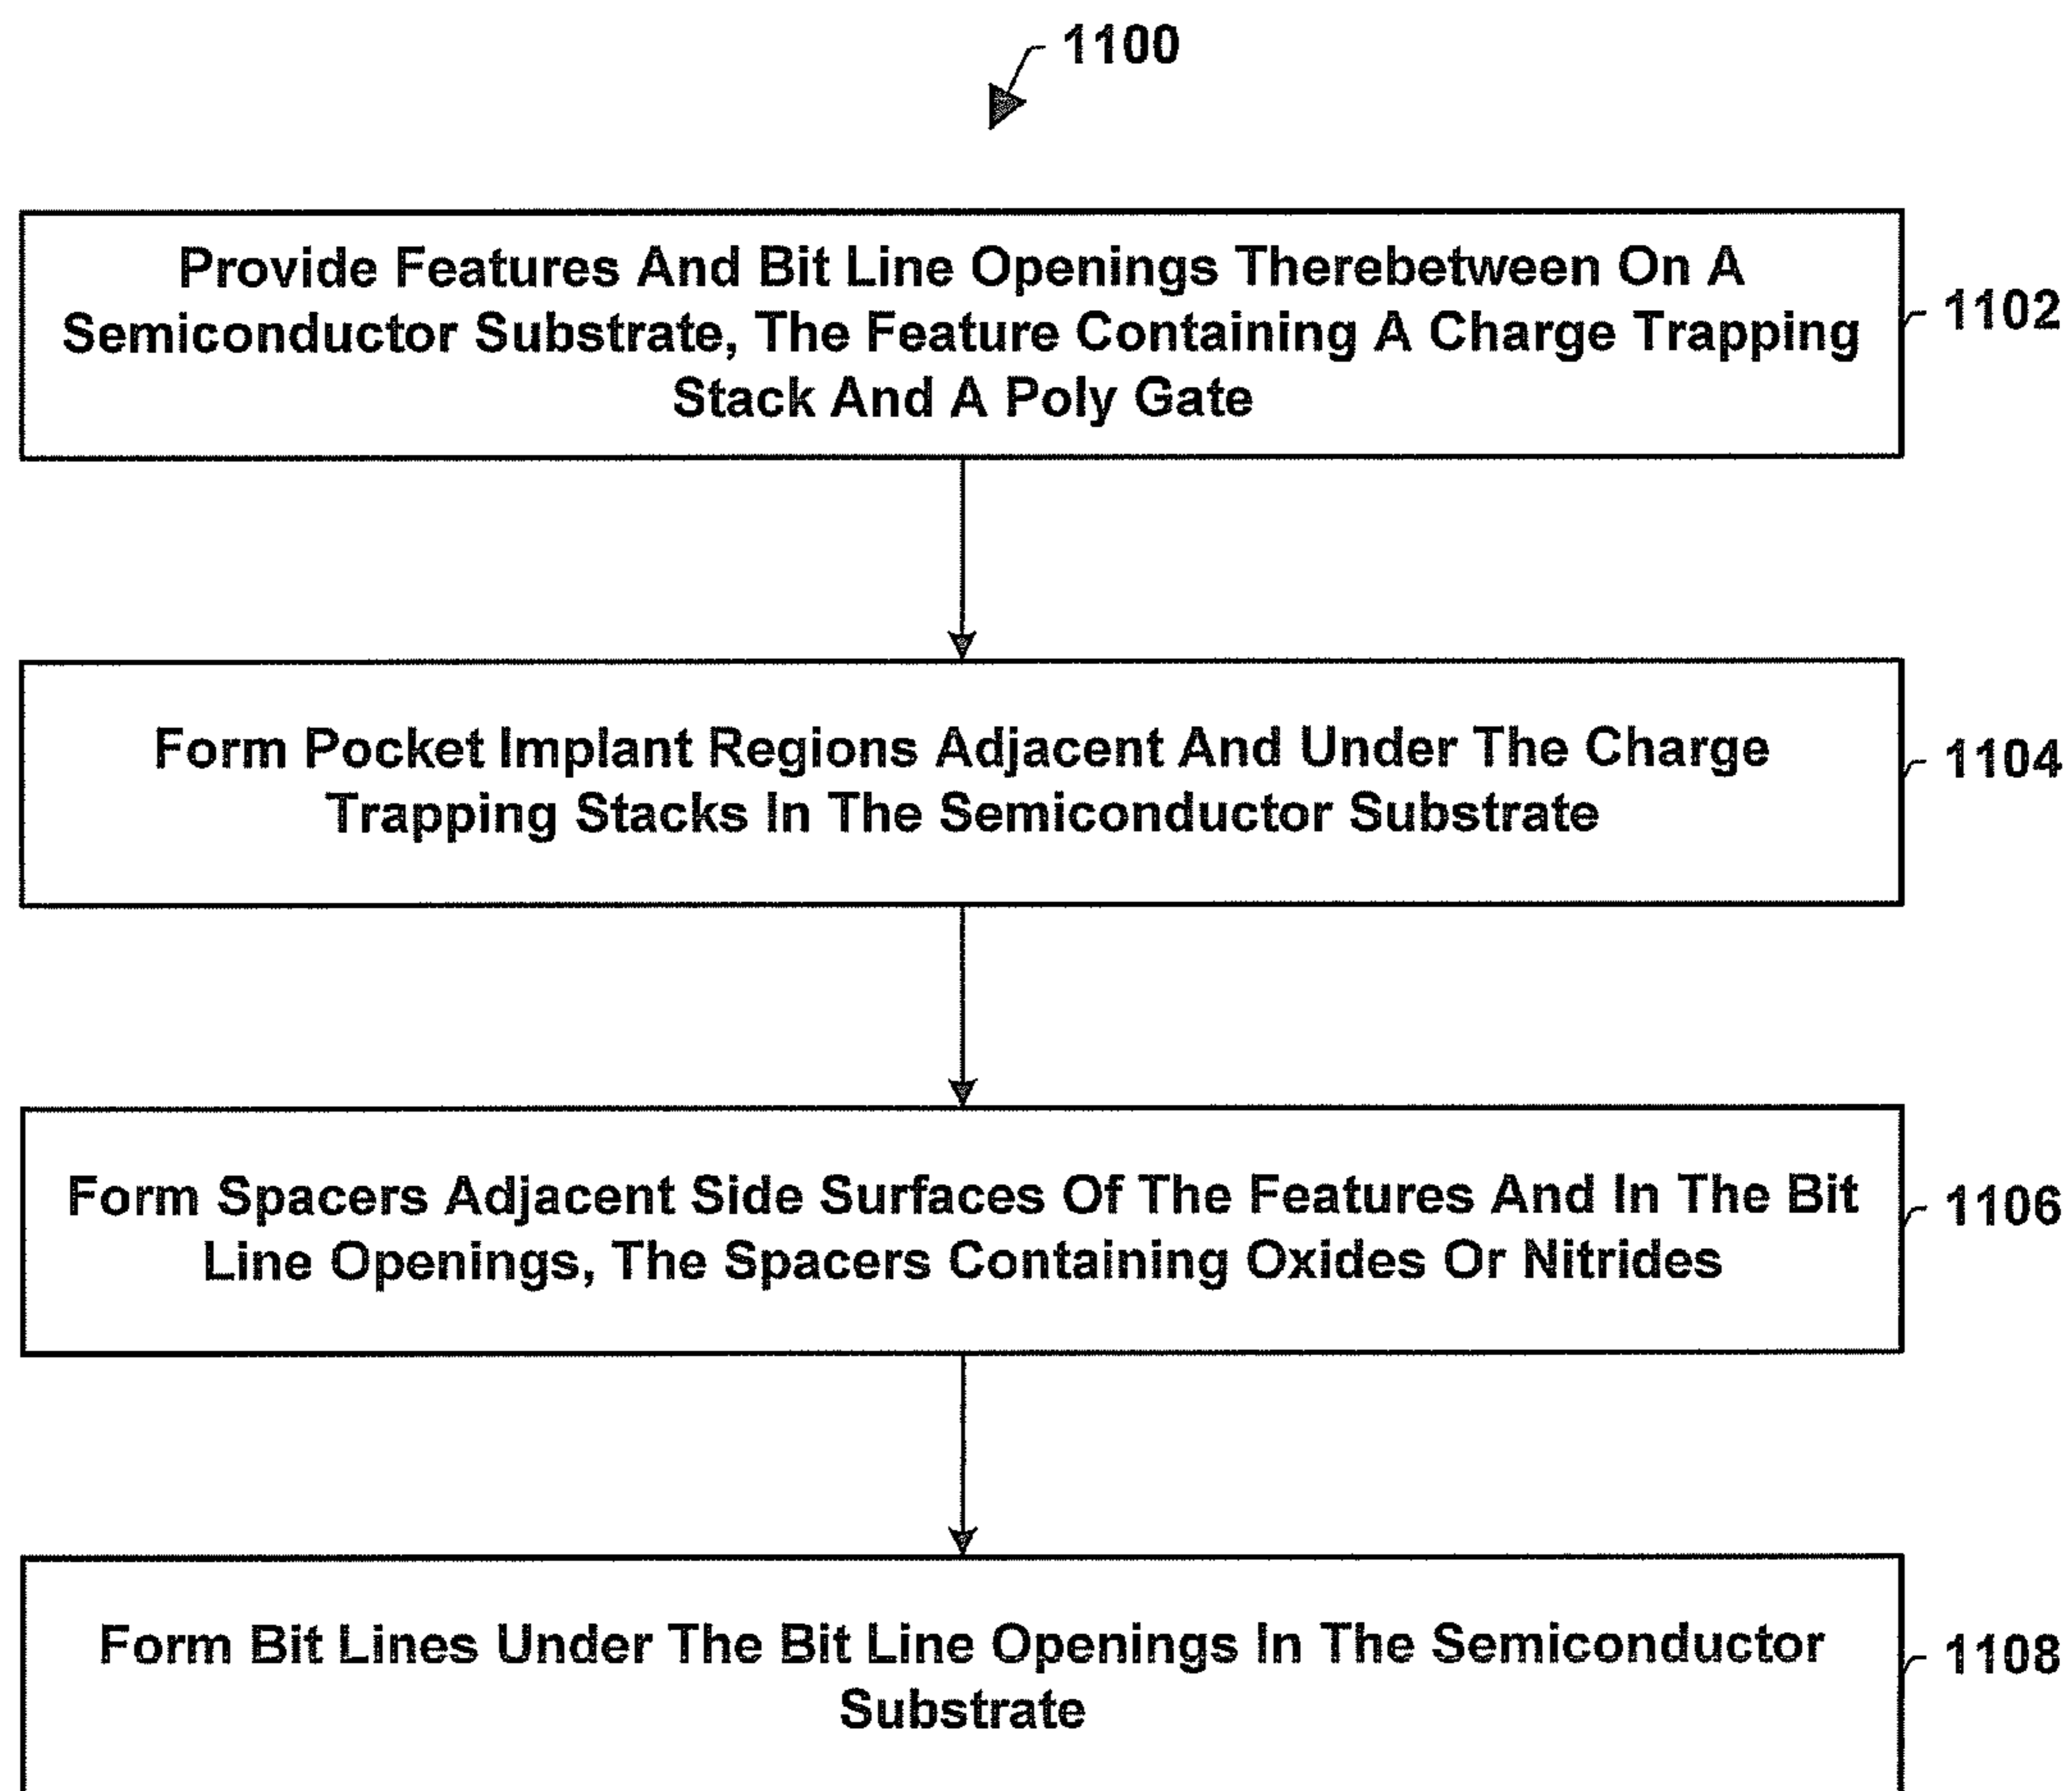 1100
Provide Features And Bit Line Openings Therebetween On A
Semiconductor Substrate, The Feature Containing A Charge Trapping
Stack And A Poly Gate
1102
Form Pocket Implant Regions Adjacent And Under The Charge
Trapping Stacks In The Semiconductor Substrate
1104
Form Spacers Adjacent Side Surfaces Of The Features And In The Bit
Line Openings, The Spacers Containing Oxides Or Nitrides
1106
Form Bit Lines Under The Bit Line Openings In The Semiconductor
Substrate
1108